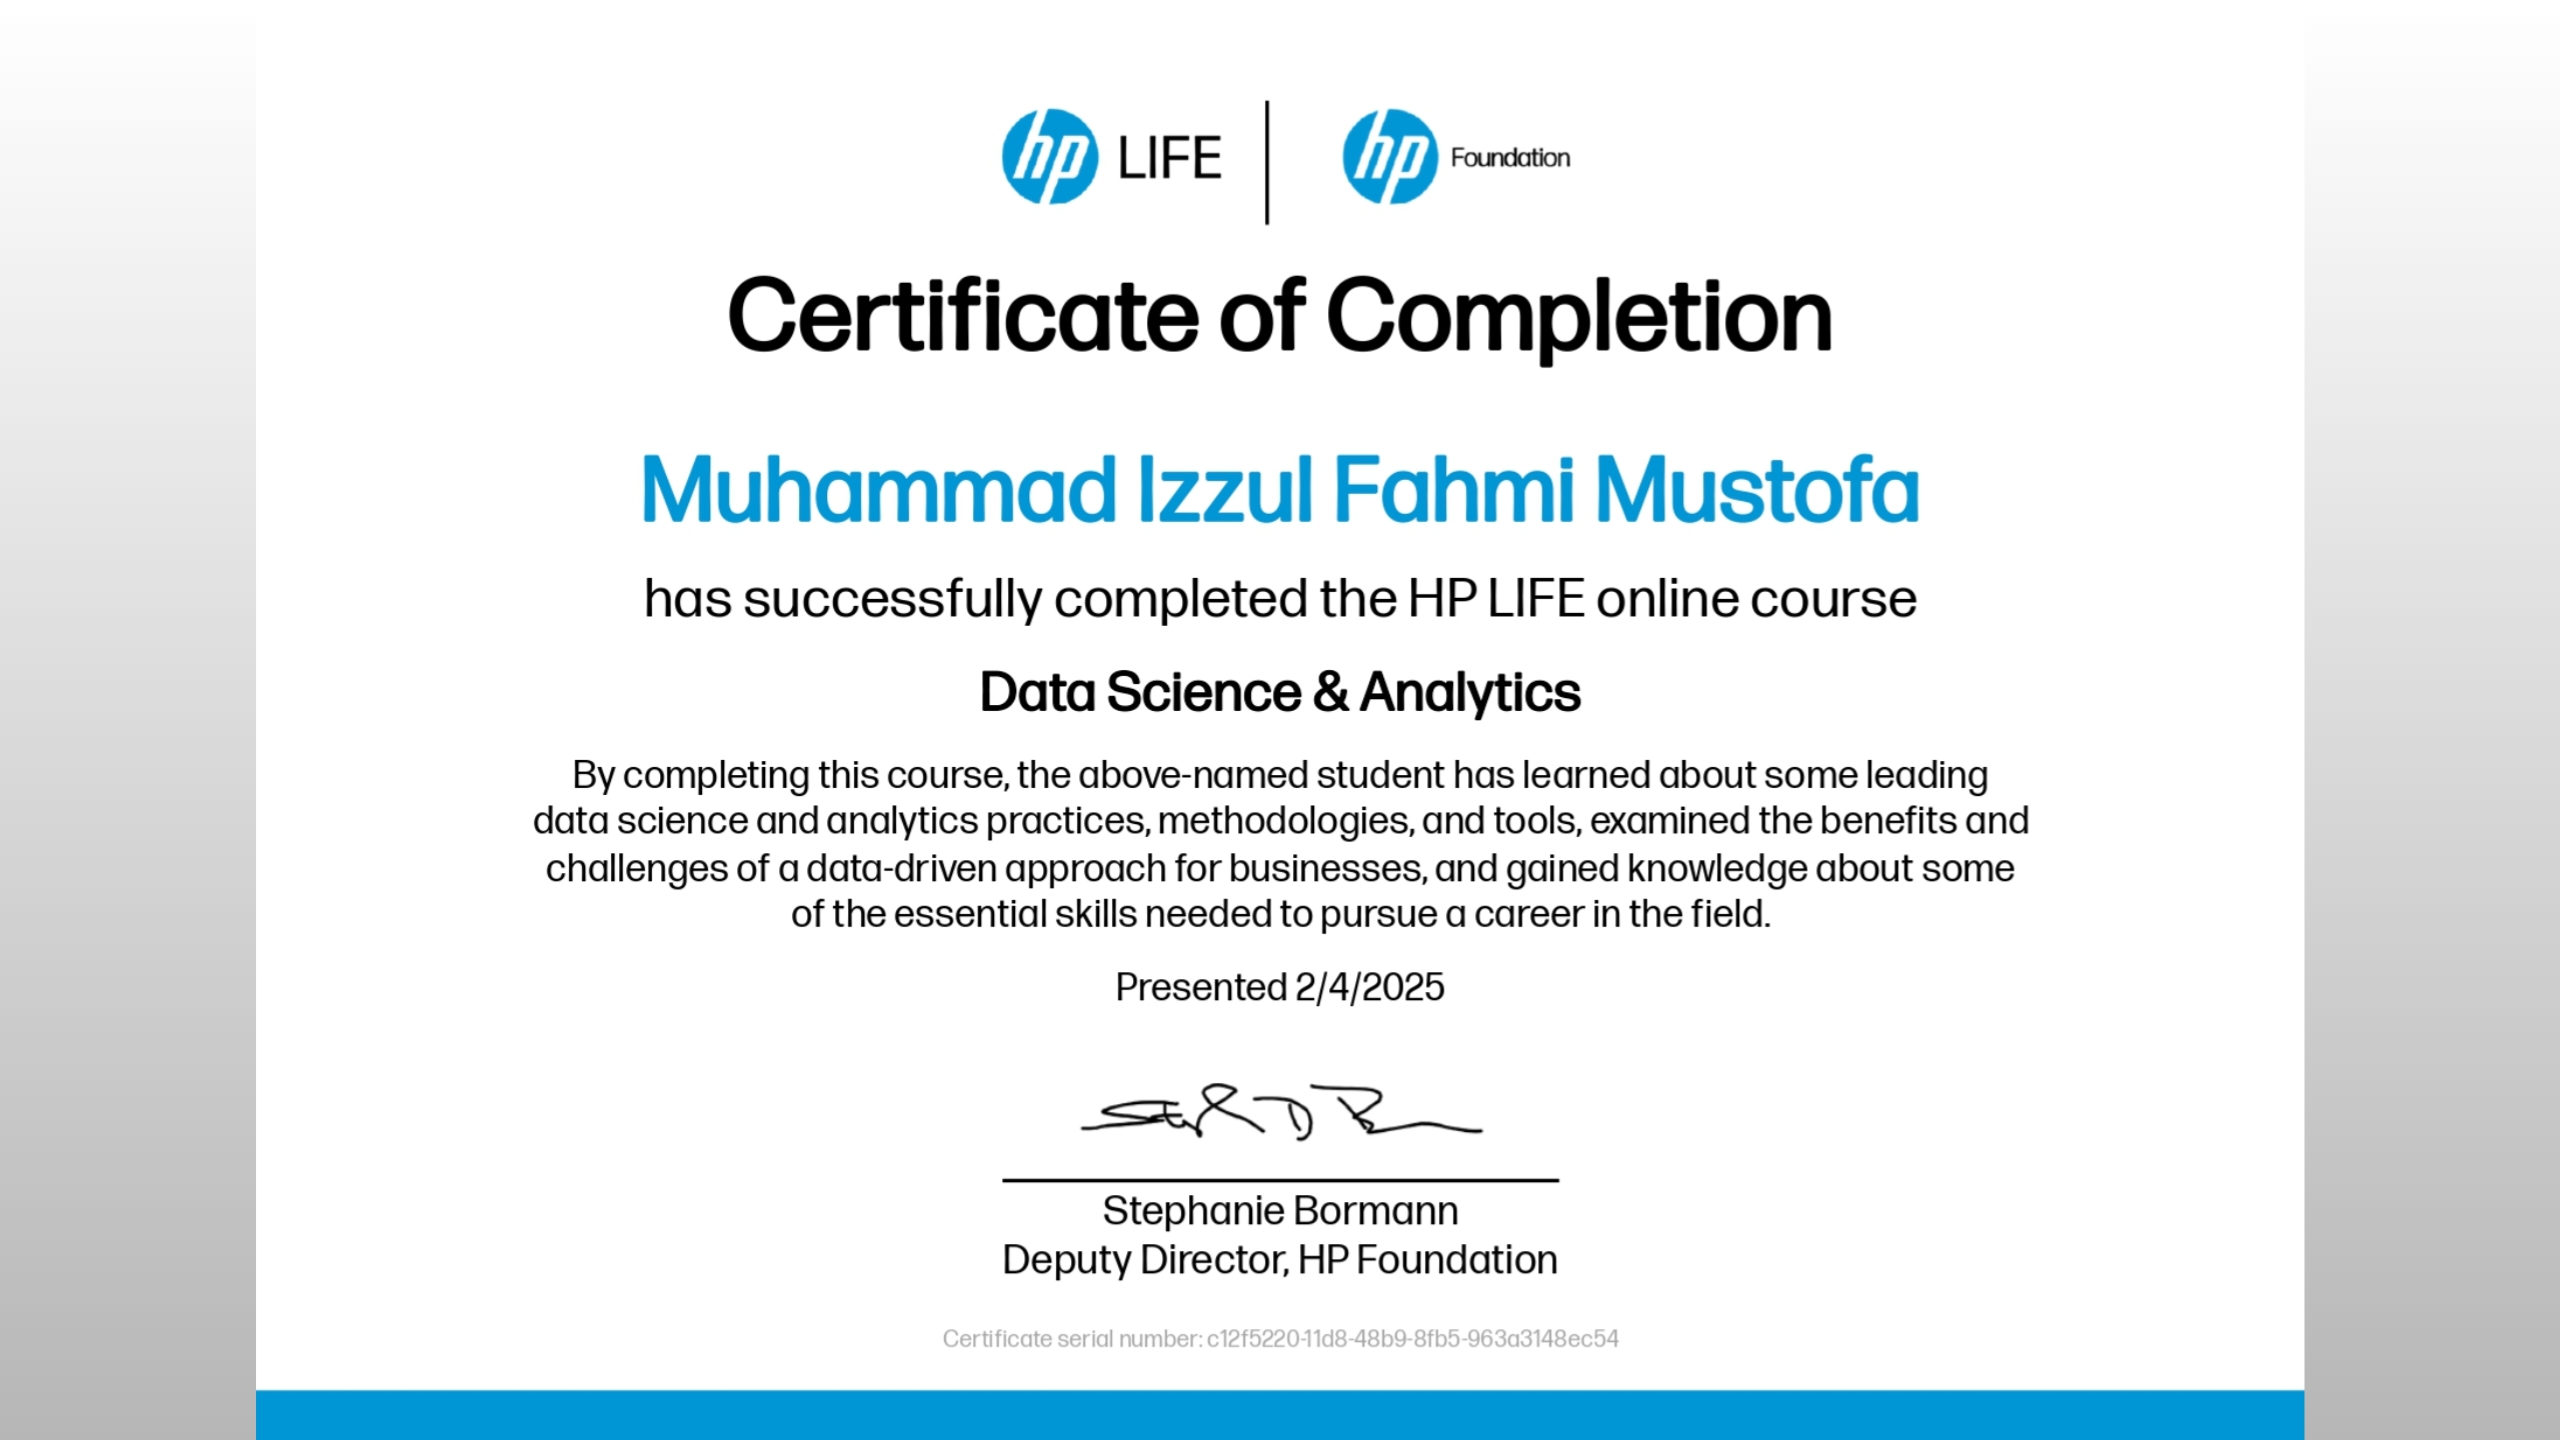 hp LIFE | hp Foundation
Certificate of Completion
Muhammad Izzul Fahmi Mustofa
has successfully completed the HP LIFE online course
Data Science & Analytics
By completing this course, the above-named student has learned about some leading
data science and analytics practices, methodologies, and tools, examined the benefits and
challenges of a data-driven approach for businesses, and gained knowledge about some
of the essential skills needed to pursue a career in the field.
Presented 2/4/2025
Stephanie Bormann
Deputy Director, HP Foundation
Certificate serial number: c12f5220-11d8-48b9-8fb5-963a3148ec54